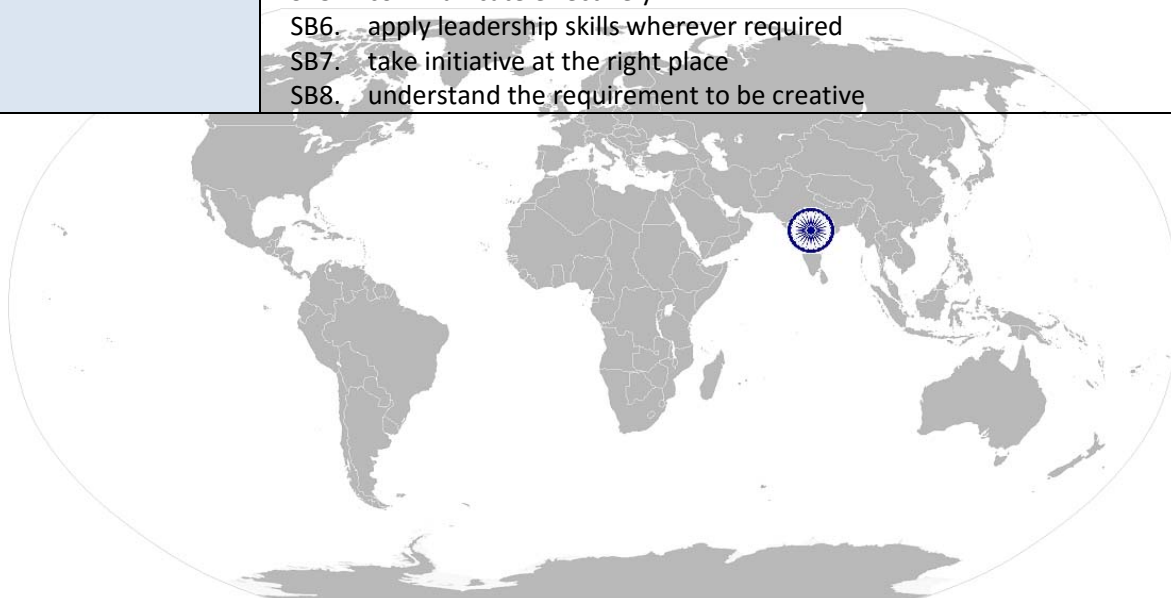 SB6. apply leadership skills wherever required
SB7. take initiative at the right place
SB8. understand the requirement to be creative